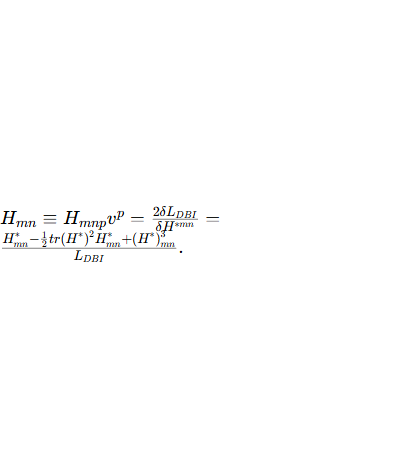 $H_{mn} \equiv H_{mnp} v^p = \frac{2\delta L_{DBI}}{\delta H^{*mn}} =$
$\frac{H^*_{mn} - \frac{1}{2} tr(H^*)^2 H^*_{mn} + (H^*)^3_{mn}}{L_{DBI}}.$